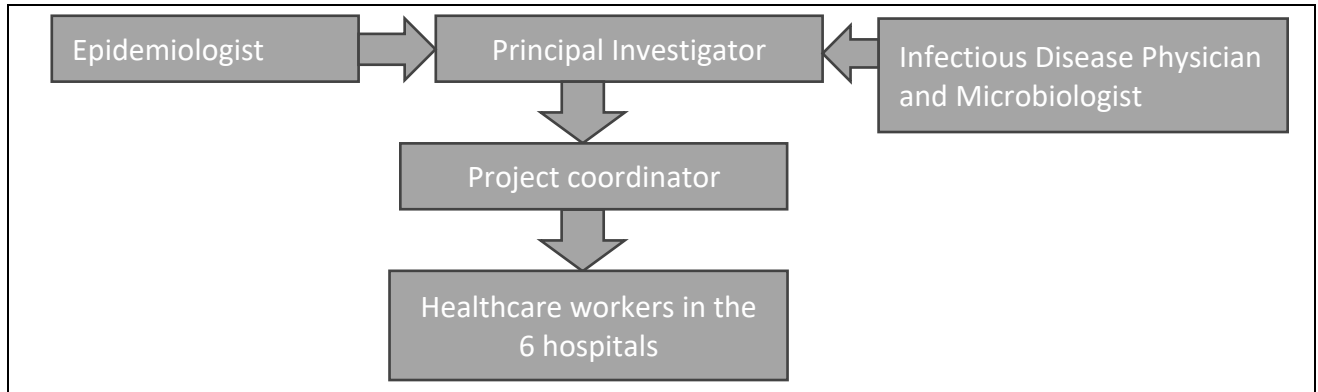 Epidemiologist
Principal Investigator
Infectious Disease Physician
and Microbiologist
Project coordinator
Healthcare workers in the
6 hospitals